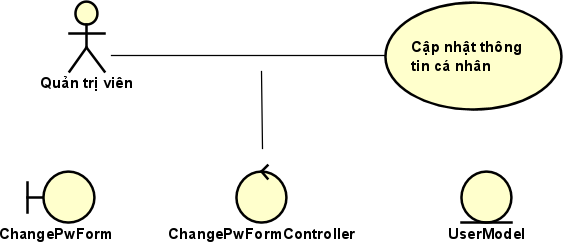 Cập nhật thông
tin cá nhân
Quản trị viên
ChangePwForm
ChangePwFormController
UserModel